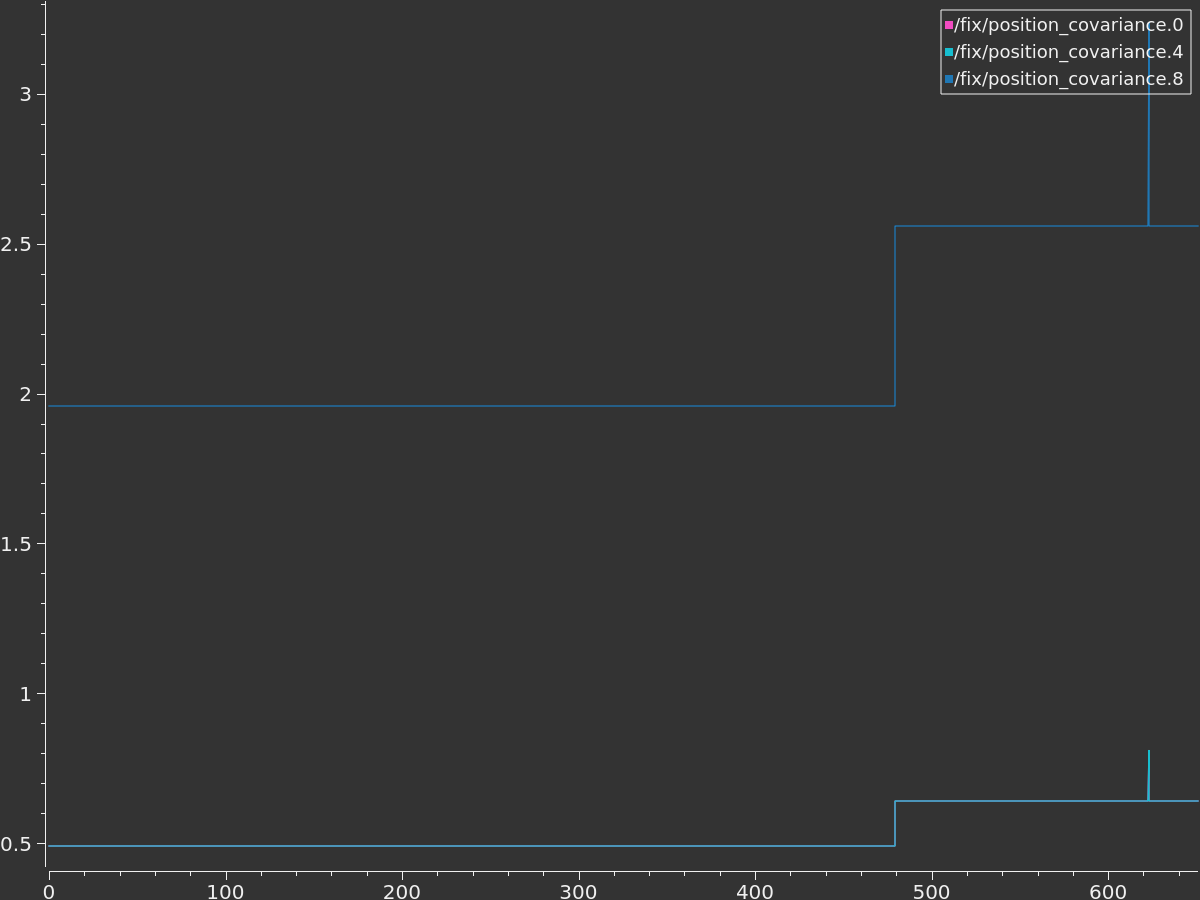 /fix/position_covariance.0
/fix/position_covariance.4
/fix/position_covariance.8
3
2.5
2
1.5
1
0.5
0 100 200 300 400 500 600